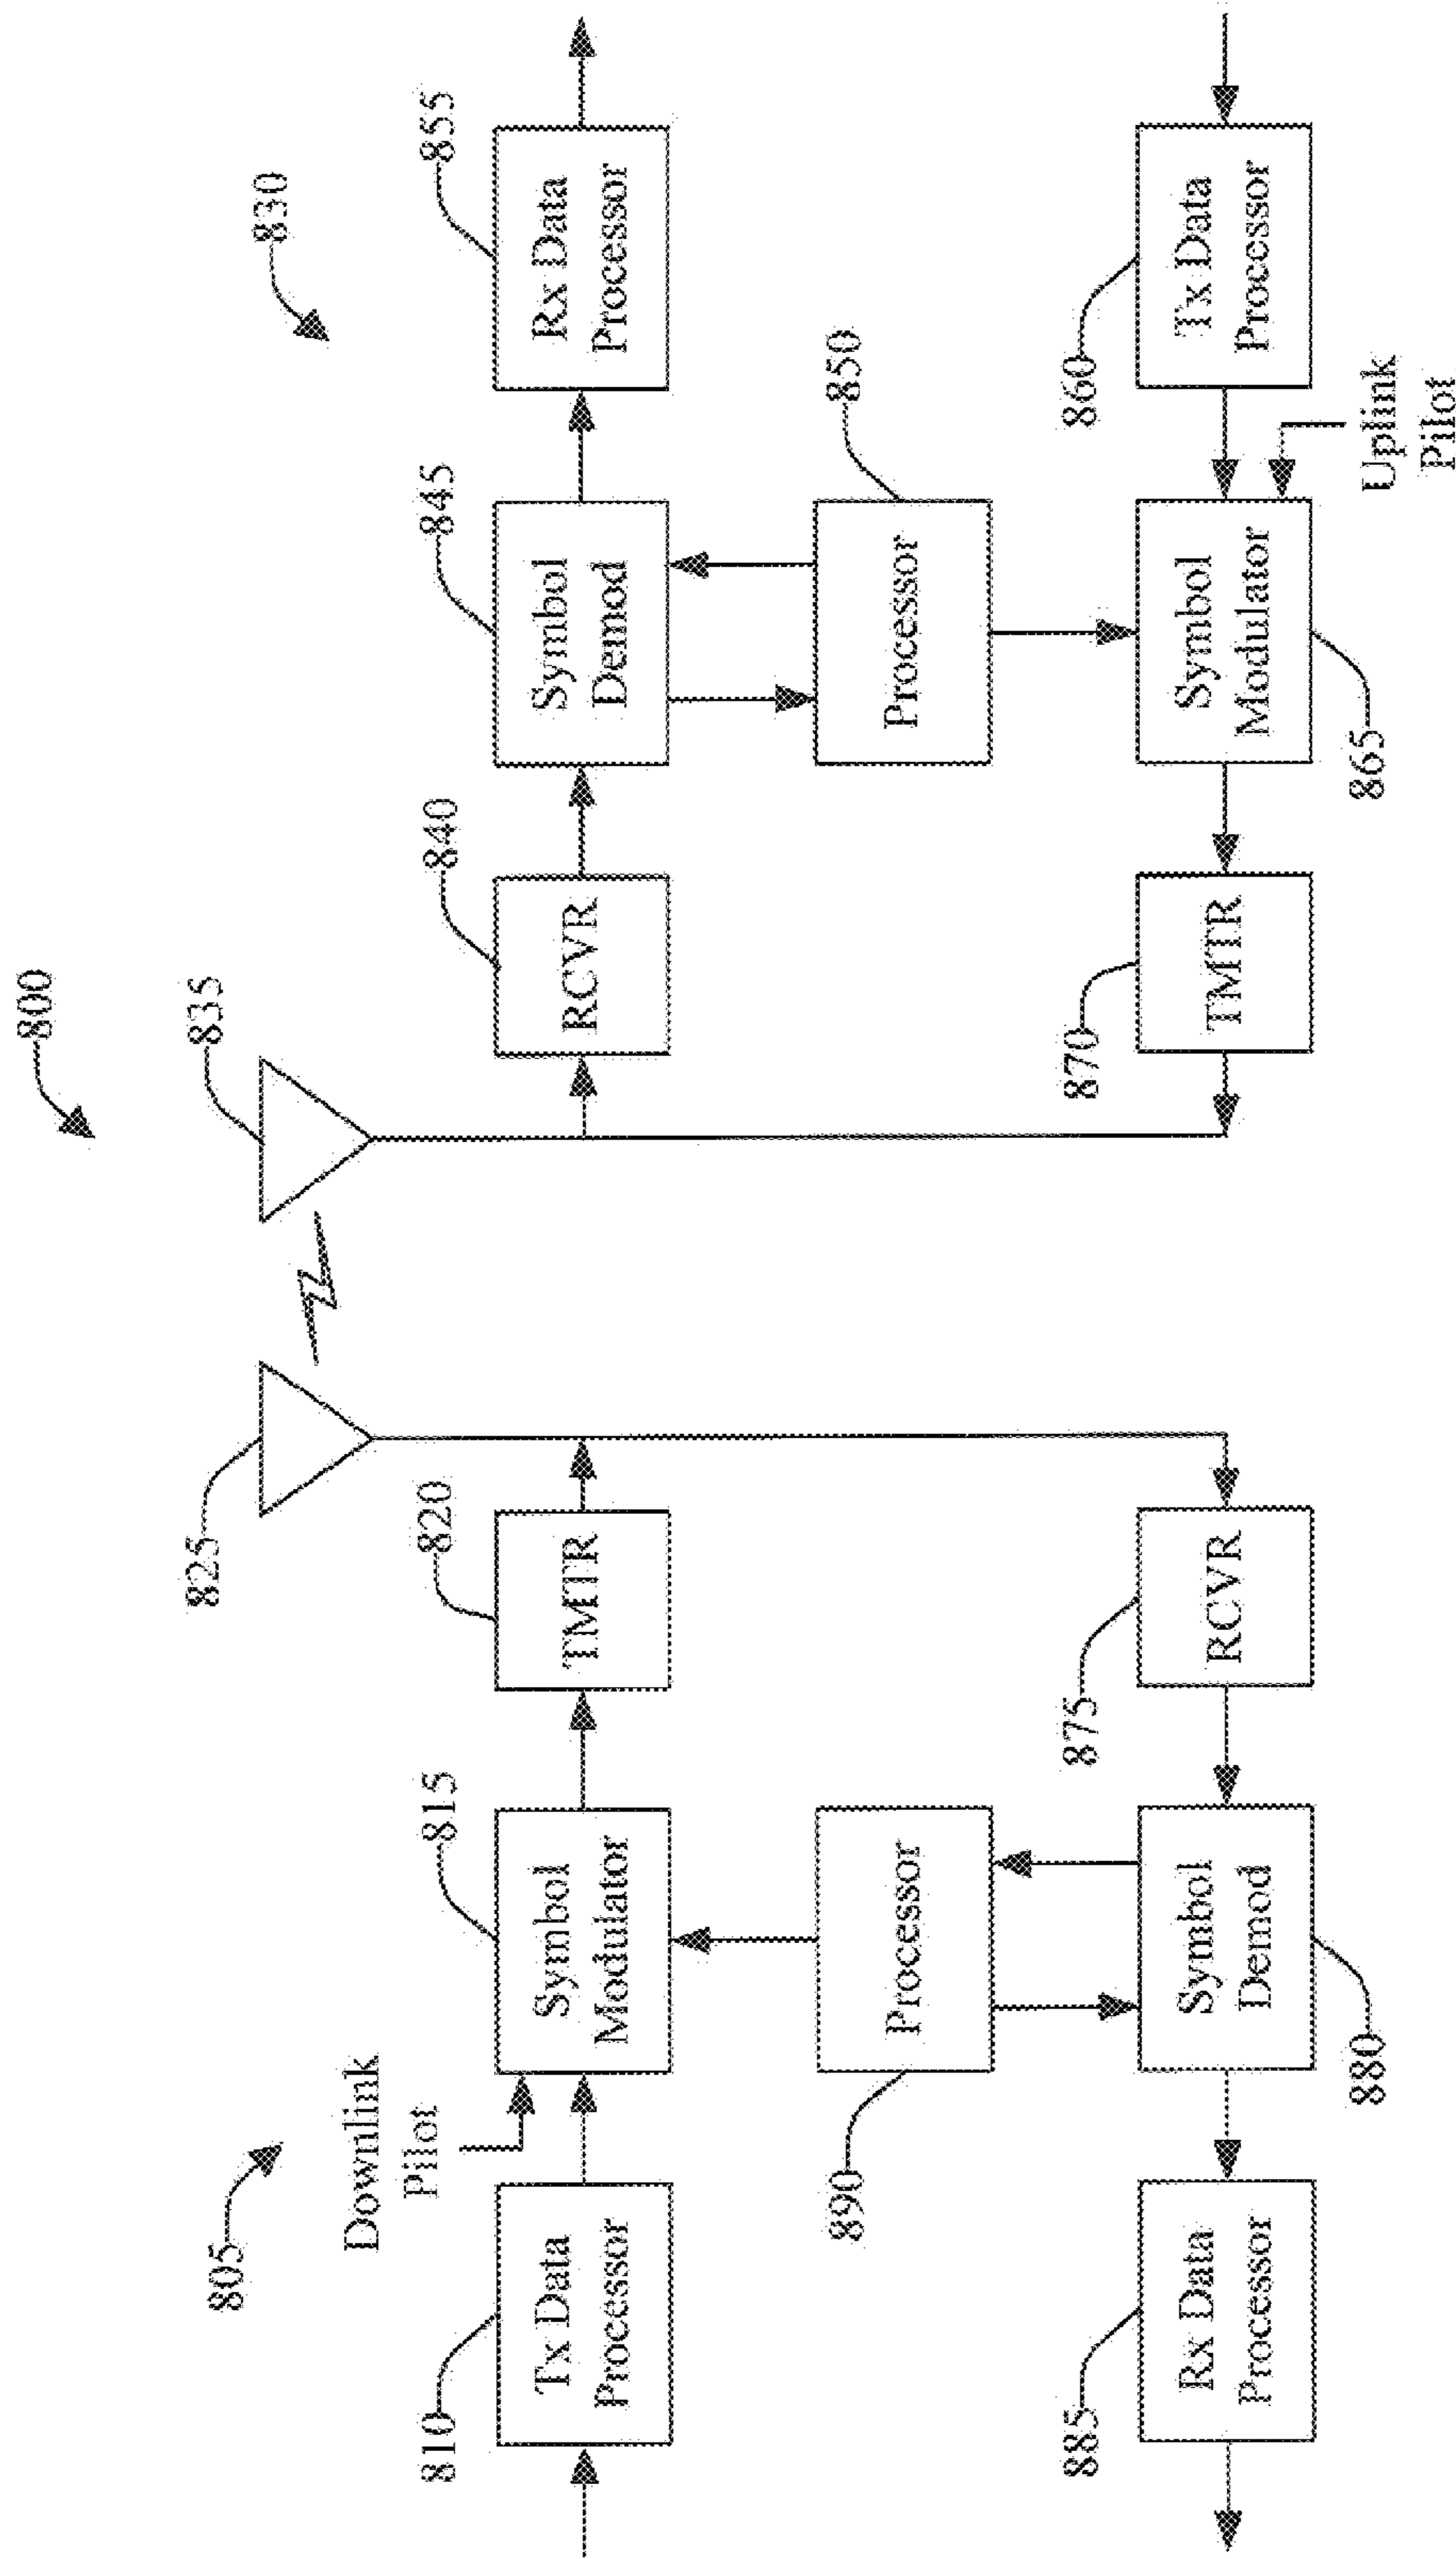 800
805
830
825
835
Downlink
Pilot
810
Tx Data
Processor
815
Symbol
Modulator
820
TMTR
840
RCVR
845
Symbol
Demod
855
Rx Data
Processor
890
Processor
850
Processor
885
Rx Data
Processor
880
Symbol
Demod
875
RCVR
870
TMTR
865
Symbol
Modulator
860
Tx Data
Processor
Uplink
Pilot